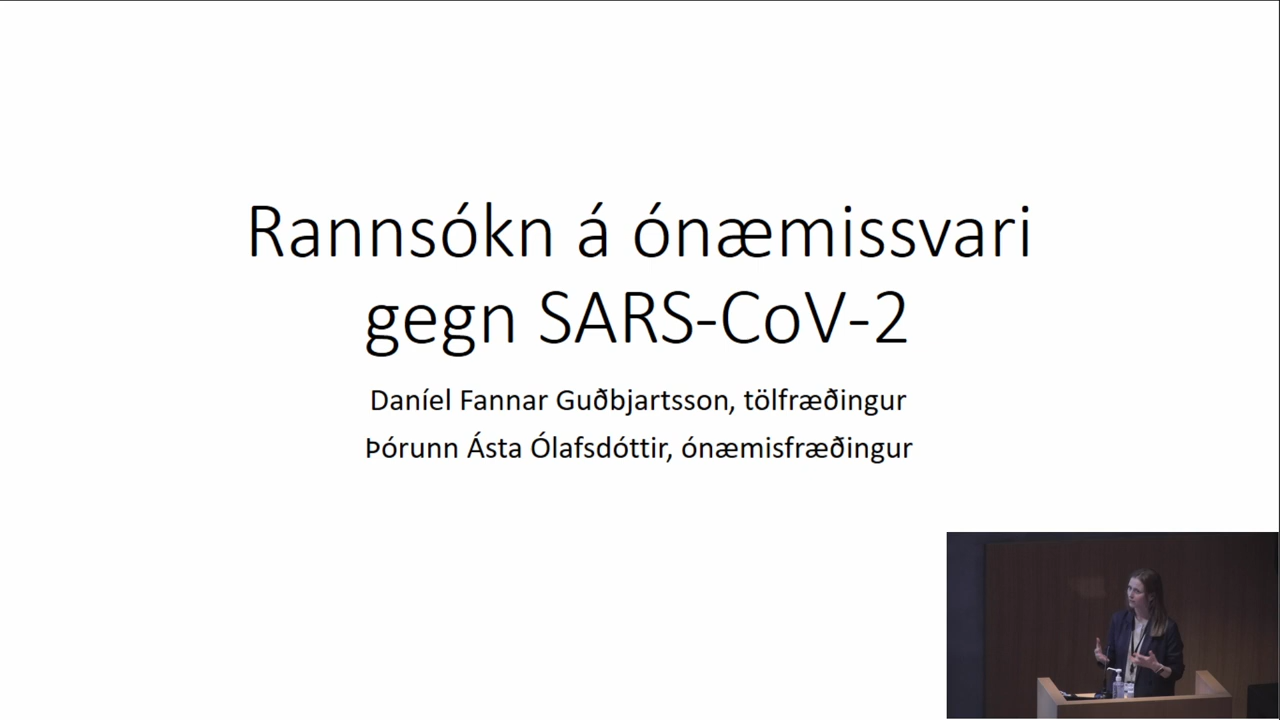 Rannsókn á ónæmissvari
gegn SARS-CoV-2
Daníel Fannar Guðbjartsson, tölfræðingur
Þórunn Ásta Ólafsdóttir, ónæmisfræðingur